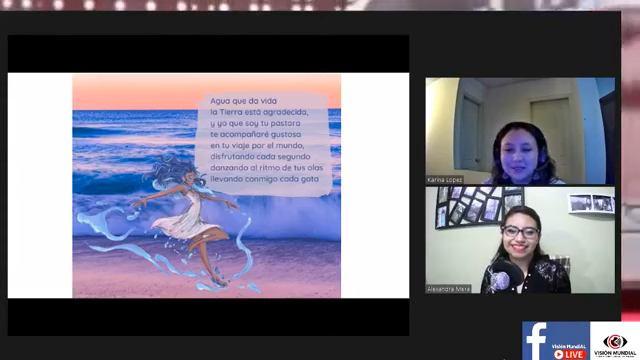 Agua que da vida
la Tierra está agradecida,
y yo que soy tu pastora
te acompañaré gustosa
en tu viaje por el mundo,
disfrutando cada segundo
danzando al ritmo de tus olas
llevando conmigo cada gota
Karina Lopez
Alexandra Mera
Visión MundiAL
LIVE
VISIÓN MUNDIAL